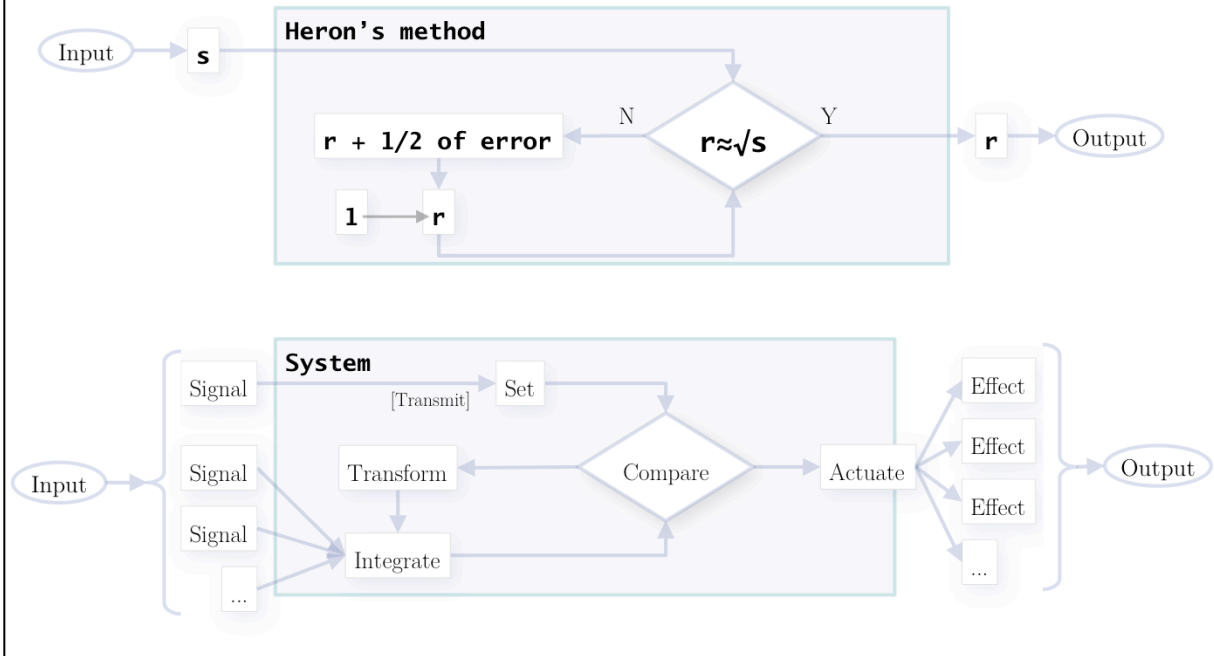 Heron’s method
Input
s
N
Y
r + 1/2 of error
r≈√s
r
Output
1
r
System
Signal
Set
[Transmit]
Effect
Signal
Transform
Compare
Actuate
Effect
Input
Output
Signal
Effect
Integrate
...
...